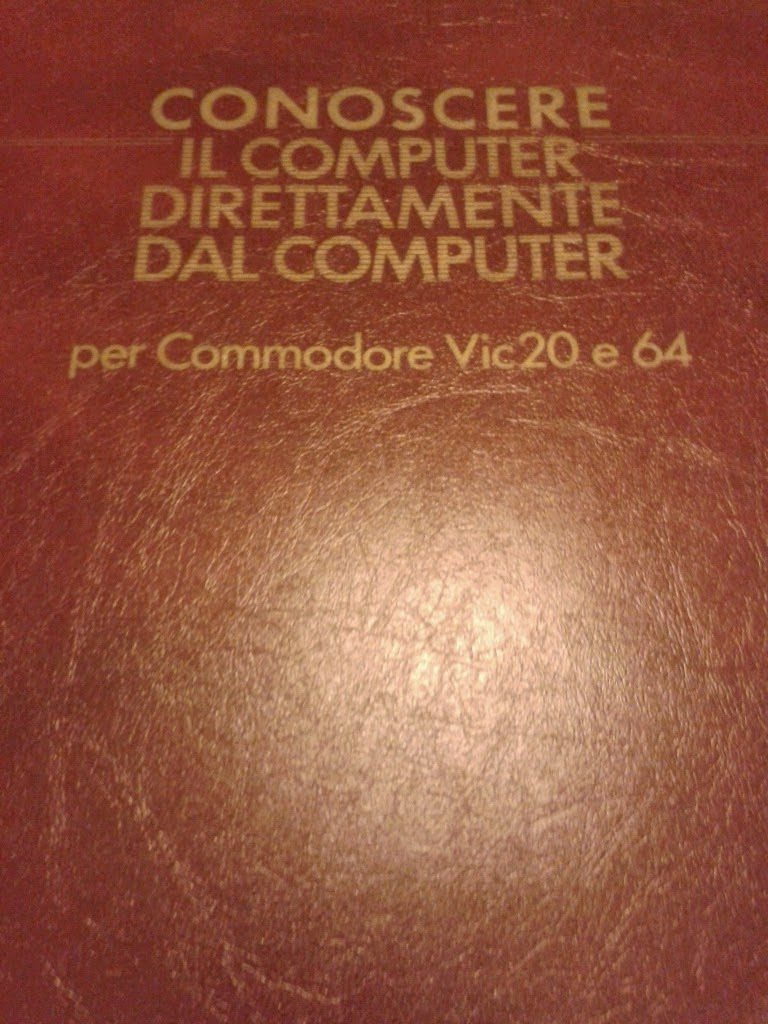 CONOSCERE
IL COMPUTER
DIRETTAMENTE
DAL COMPUTER
per Commodore Vic20 e 64